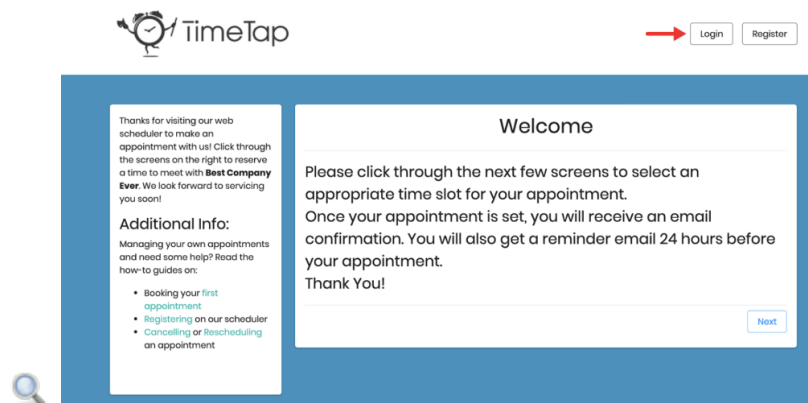 TimeTap
Login
Register
Thanks for visiting our web
scheduler to make an
appointment with us! Click through
the screens on the right to reserve
a time to meet with Best Company
Ever. We look forward to servicing
you soon!
Additional Info:
Managing your own appointments
and need some help? Read the
how-to guides on:
• Booking your first
appointment
• Registering on our scheduler
• Cancelling or Rescheduling
an appointment
Welcome
Please click through the next few screens to select an
appropriate time slot for your appointment.
Once your appointment is set, you will receive an email
confirmation. You will also get a reminder email 24 hours before
your appointment.
Thank You!
Next